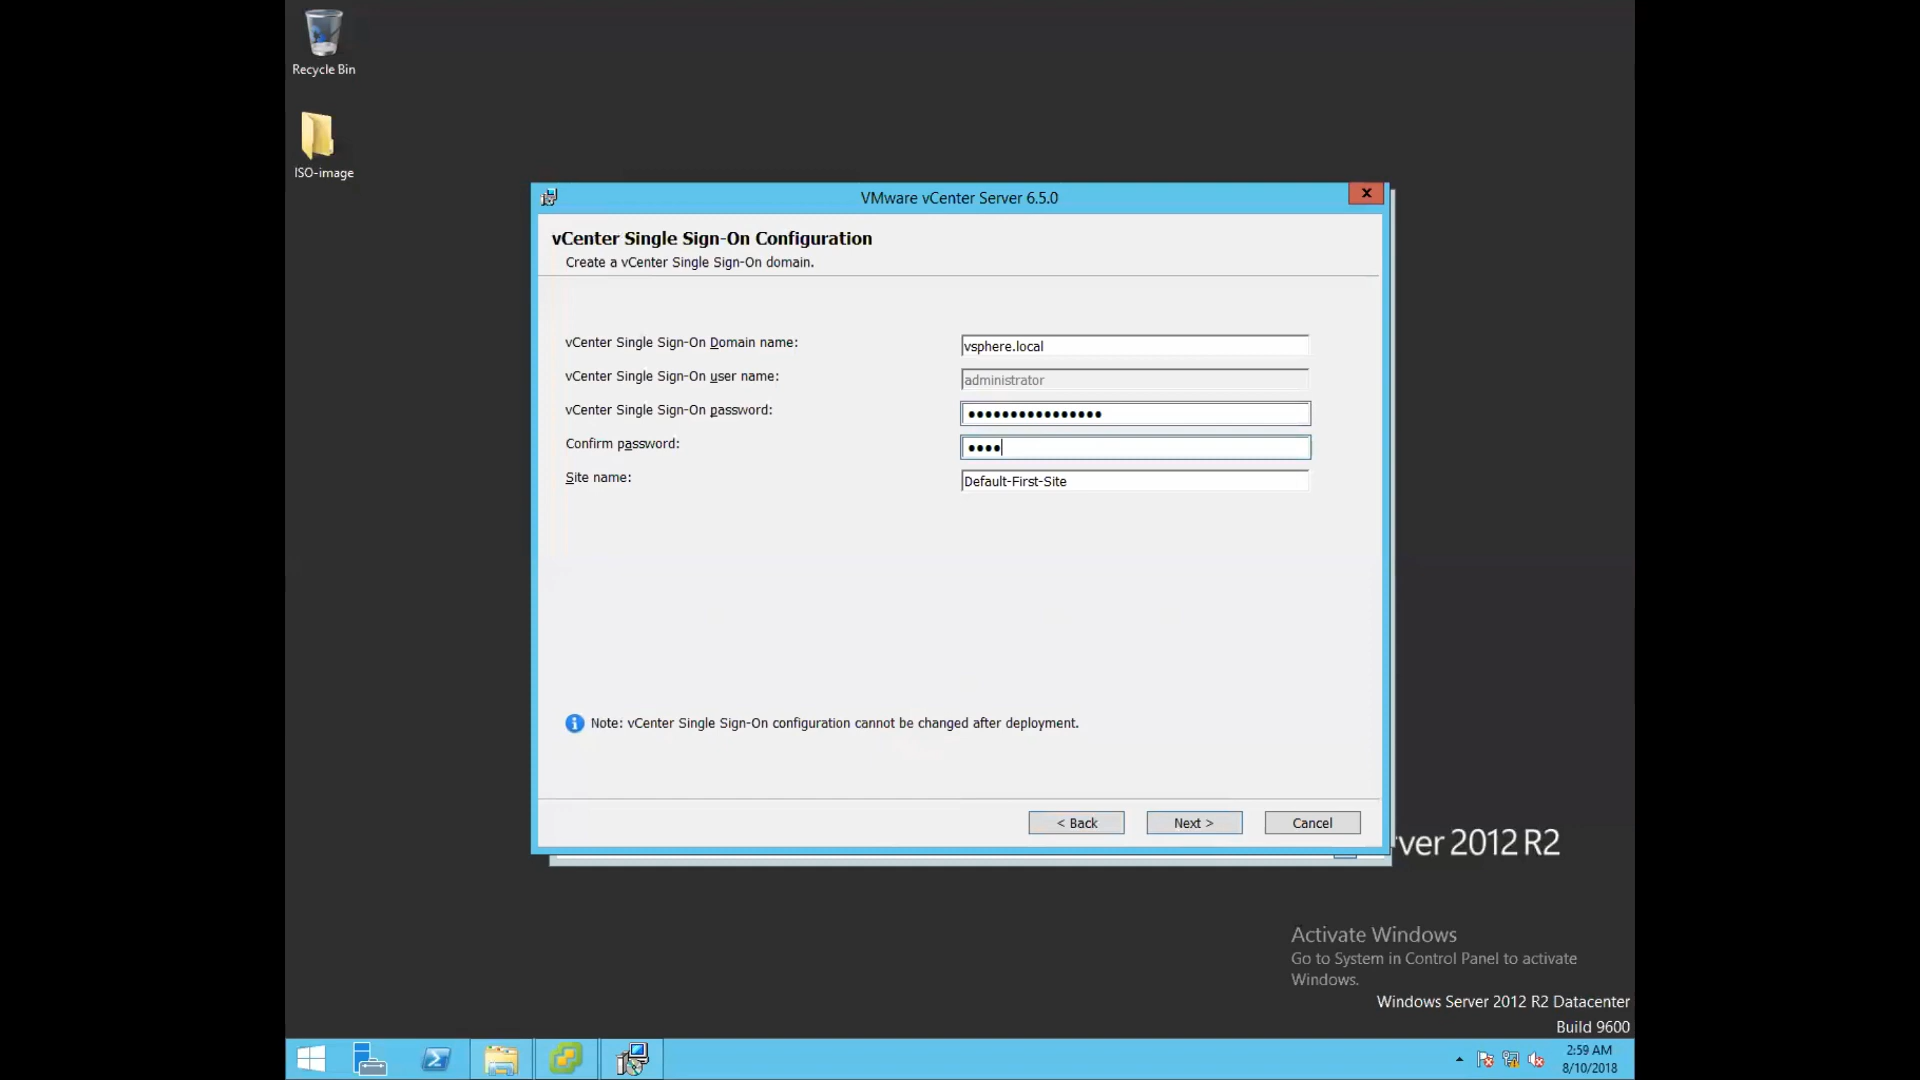 Recycle Bin
ISO-image
VMware vCenter Server 6.5.0
vCenter Single Sign-On Configuration
Create a vCenter Single Sign-On domain.
vCenter Single Sign-On Domain name:
vsphere.local
vCenter Single Sign-On user name:
administrator
vCenter Single Sign-On password:
••••••••••••••••
Confirm password:
••••
Site name:
Default-First-Site
Note: vCenter Single Sign-On configuration cannot be changed after deployment.
< Back
Next >
Cancel
ver 2012 R2
Activate Windows
Go to System in Control Panel to activate
Windows.
Windows Server 2012 R2 Datacenter
Build 9600
2:59 AM
8/10/2018